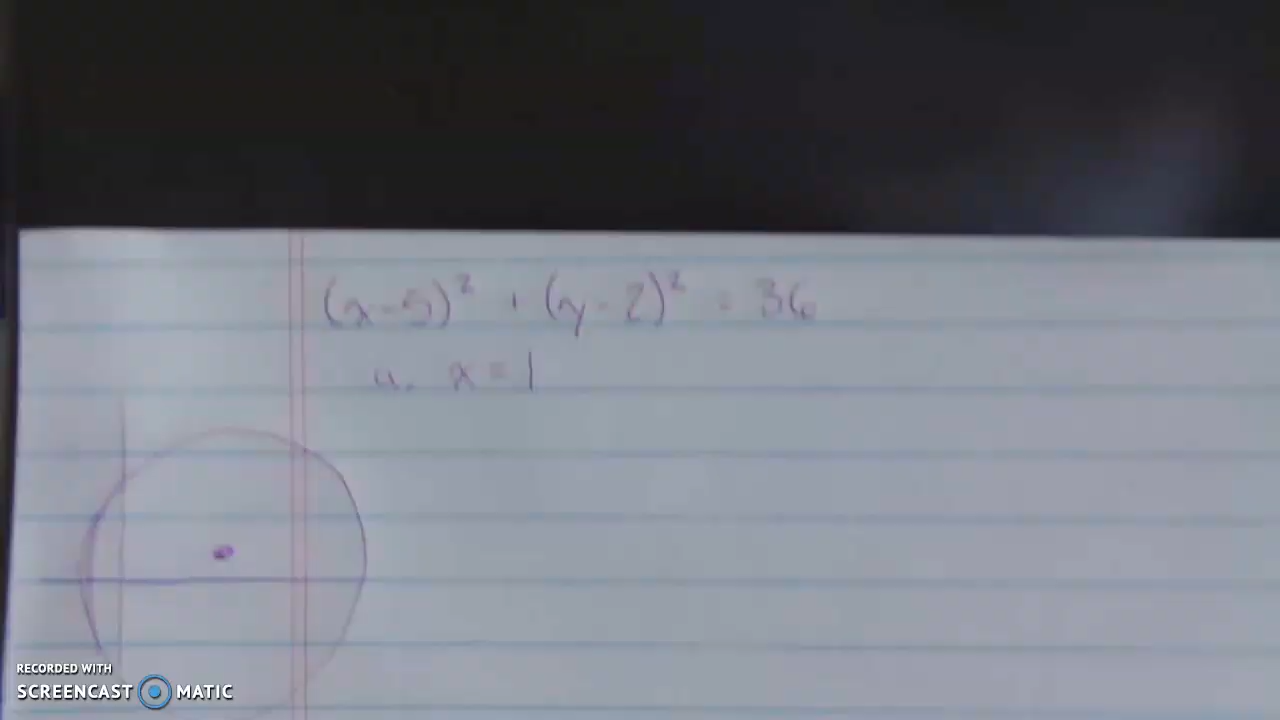 (x-5)² + (y-2)² = 36
a. x = 1
RECORDED WITH
SCREENCAST MATIC